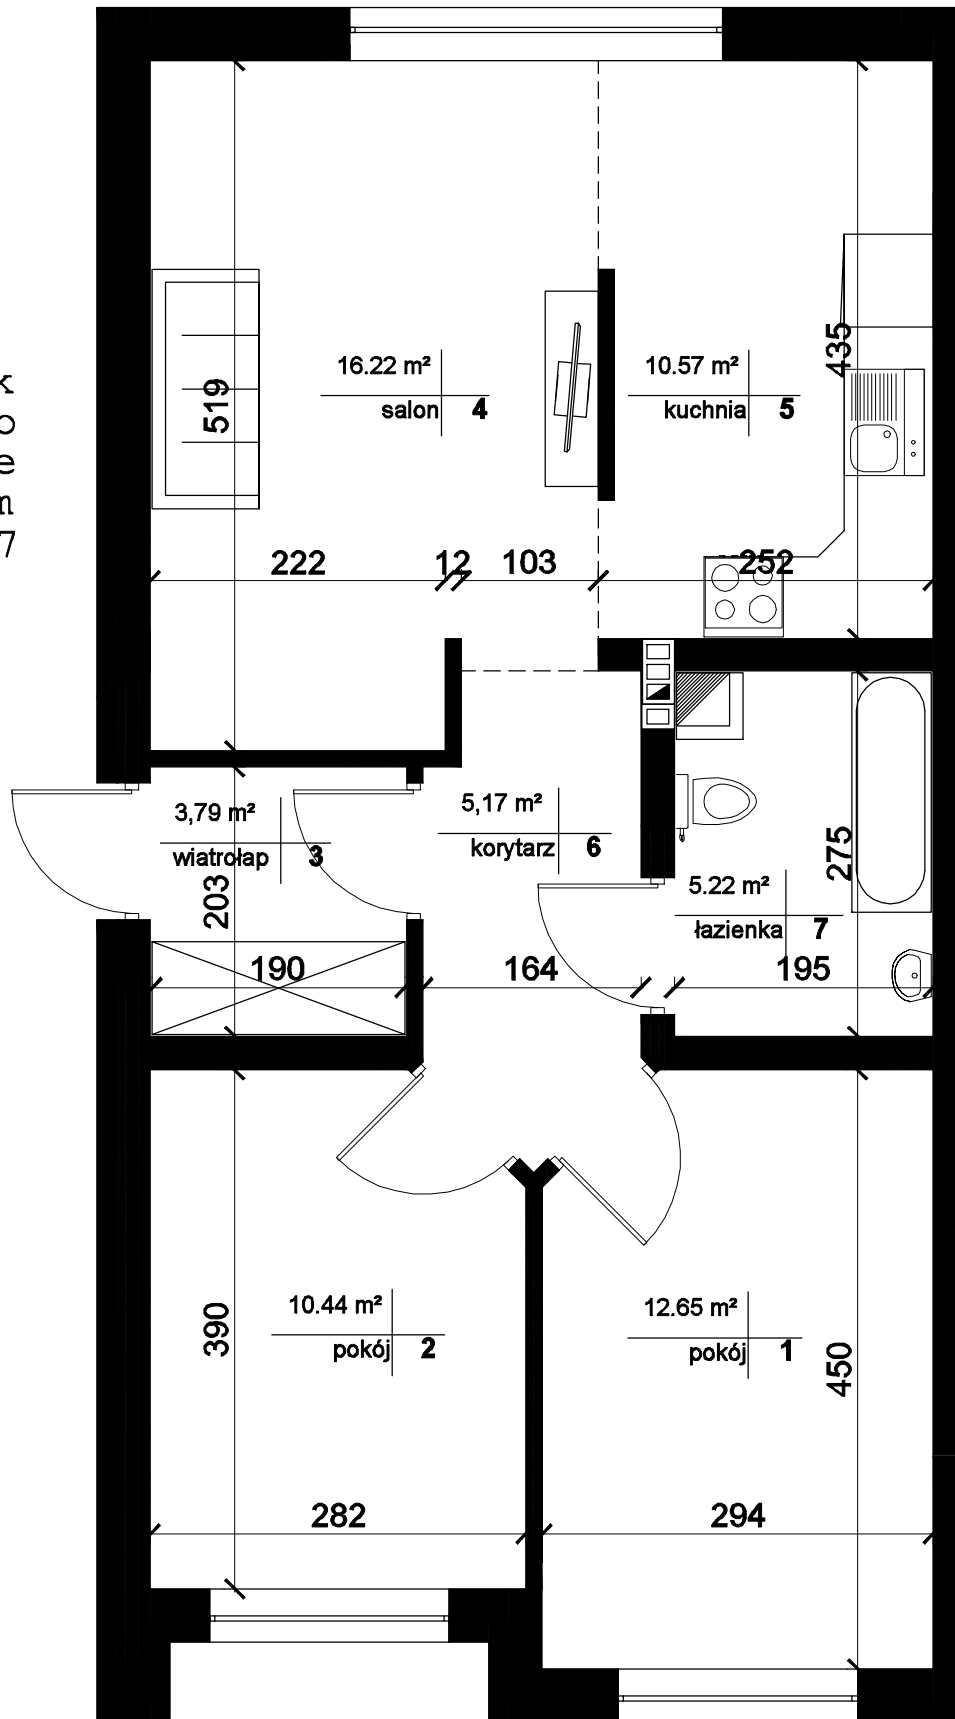 k
o
e
m
7
16.22 m²
salon 4
519
10.57 m²
kuchnia 5
435
222 12 103 252
3,79 m²
wiatrołap 3
203
5,17 m²
korytarz 6
5.22 m²
łazienka 7
275
190 164 195
10.44 m²
pokój 2
390
12.65 m²
pokój 1
450
282 294